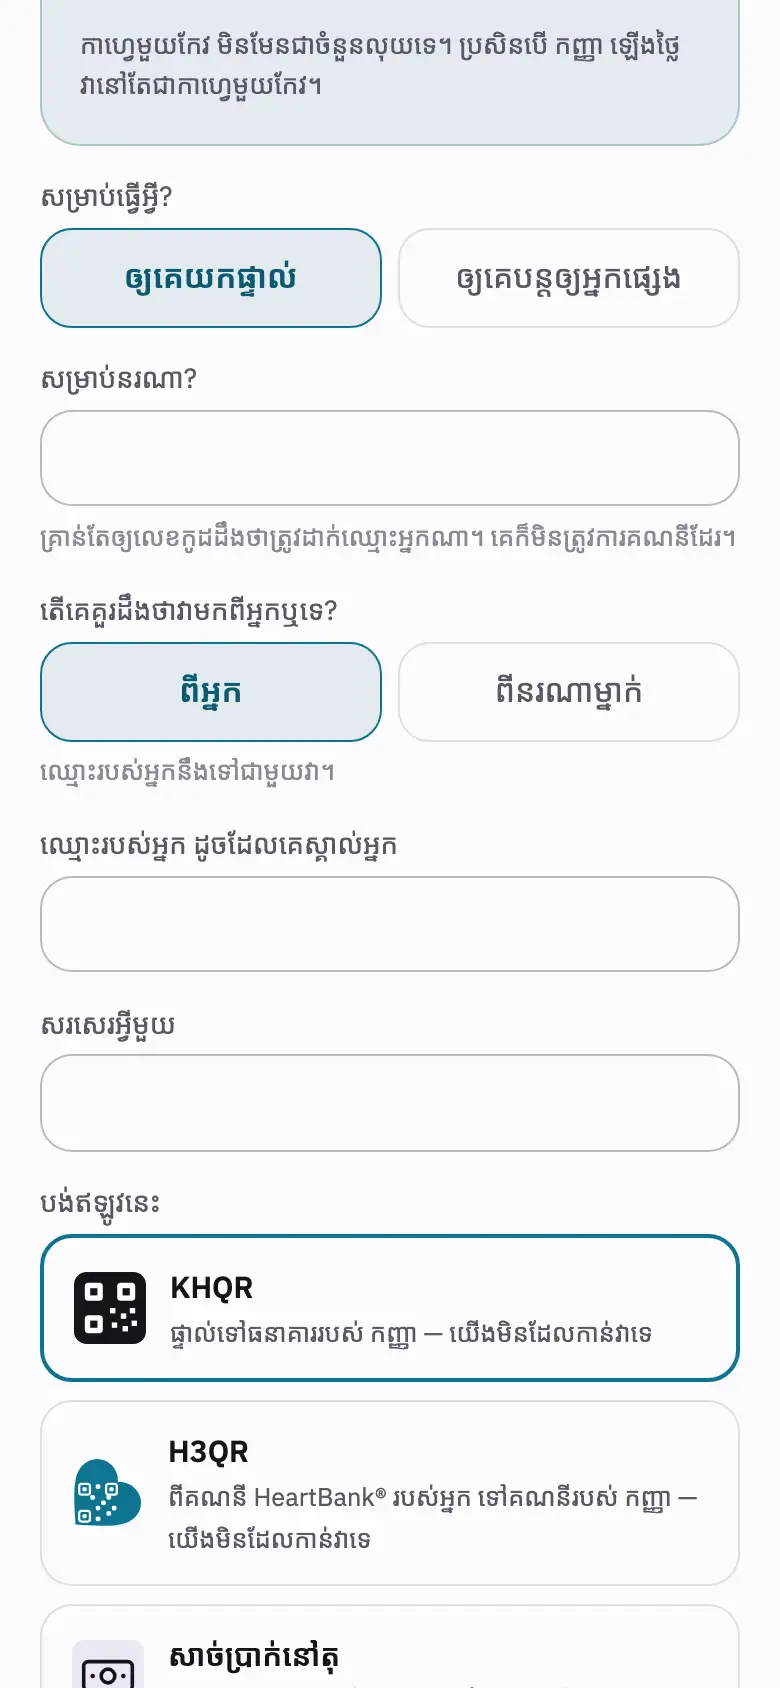 កាហ្វេមួយកែវ មិនមែនជាចំនួនលុយទេ។ ប្រសិនបើ កញ្ញា ឡើងថ្លៃ
វានៅតែជាកាហ្វេមួយកែវ។
សម្រាប់ធ្វើអ្វី?
ឲ្យគេយកផ្ទាល់
ឲ្យគេបន្តឲ្យអ្នកផ្សេង
សម្រាប់នរណា?
គ្រាន់តែឲ្យលេខកូដដឹងថាត្រូវដាក់ឈ្មោះអ្នកណា។ គេក៏មិនត្រូវការគណនីដែរ។
តើគេគួរដឹងថាវាមកពីអ្នកឬទេ?
ពីអ្នក
ពីនរណាម្នាក់
ឈ្មោះរបស់អ្នកនឹងទៅជាមួយវា។
ឈ្មោះរបស់អ្នក ដូចដែលគេស្គាល់អ្នក
សរសេរអ្វីមួយ
បង់ឥឡូវនេះ
KHQR
ផ្ទាល់ទៅធនាគាររបស់ កញ្ញា — យើងមិនដែលកាន់វាទេ
H3QR
ពីគណនី HeartBank® របស់អ្នក ទៅគណនីរបស់ កញ្ញា —
យើងមិនដែលកាន់វាទេ
សាច់ប្រាក់នៅតុ